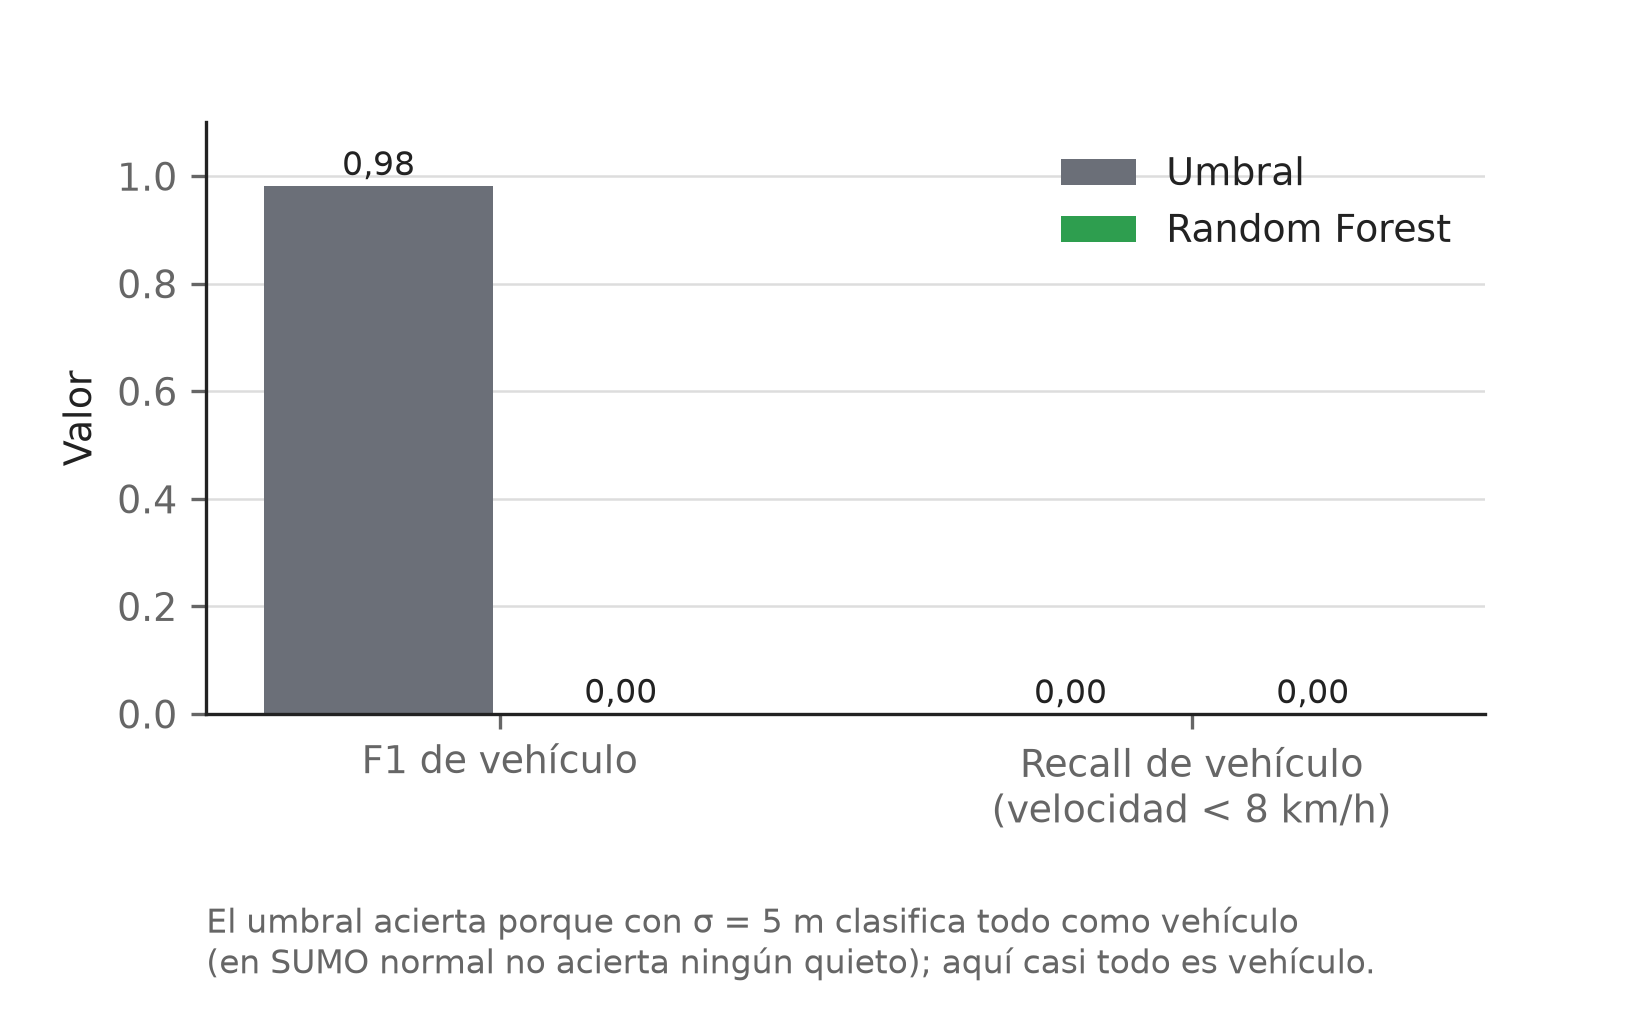 0,98
1.0
0.8
0.6
0.4
0.2
0.0
Valor
Umbral
Random Forest
0,00
0,00
0,00
F1 de vehículo
Recall de vehículo
(velocidad < 8 km/h)
El umbral acierta porque con σ = 5 m clasifica todo como vehículo
(en SUMO normal no acierta ningún quieto); aquí casi todo es vehículo.